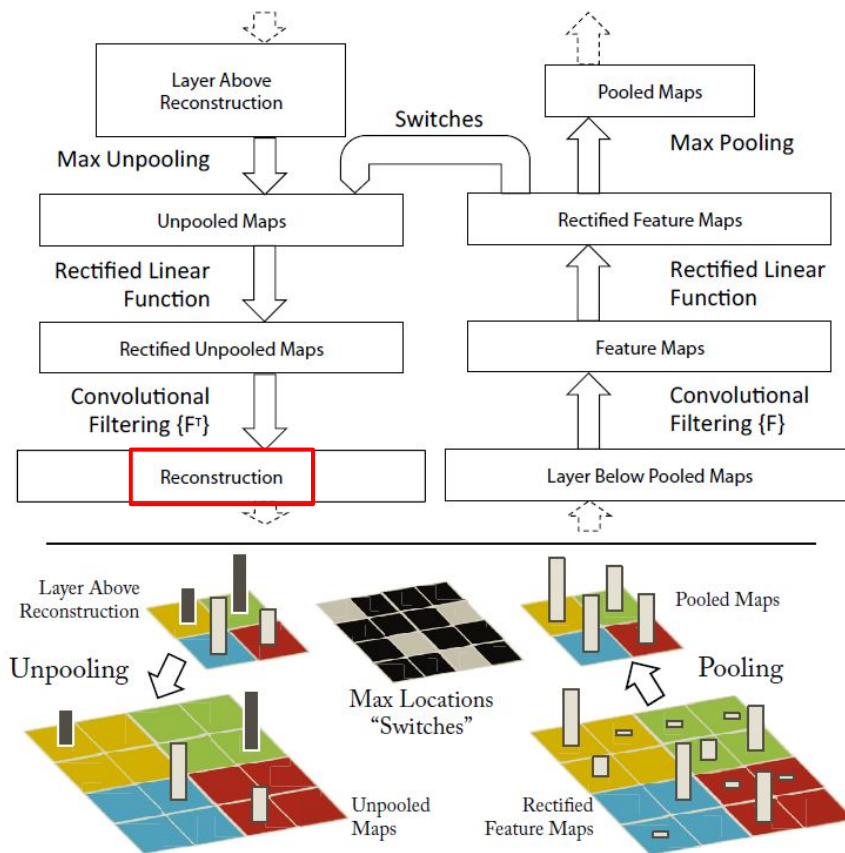 Layer Above
Reconstruction
Pooled Maps
Switches
Max Unpooling
Max Pooling
Unpooled Maps
Rectified Feature Maps
Rectified Linear
Function
Rectified Linear
Function
Rectified Unpooled Maps
Feature Maps
Convolutional
Filtering {Fᵀ}
Convolutional
Filtering {F}
Reconstruction
Layer Below Pooled Maps
Layer Above
Reconstruction
Pooled Maps
Unpooling
Pooling
Max Locations
“Switches”
Unpooled
Maps
Rectified
Feature Maps